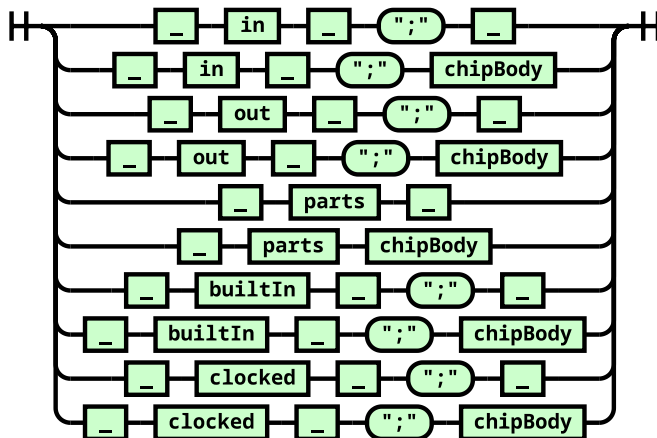 _ in _ ";" _
_ in _ ";" chipBody
_ out _ ";" _
_ out _ ";" chipBody
_ parts _
_ parts chipBody
_ builtIn _ ";" _
_ builtIn _ ";" chipBody
_ clocked _ ";" _
_ clocked _ ";" chipBody